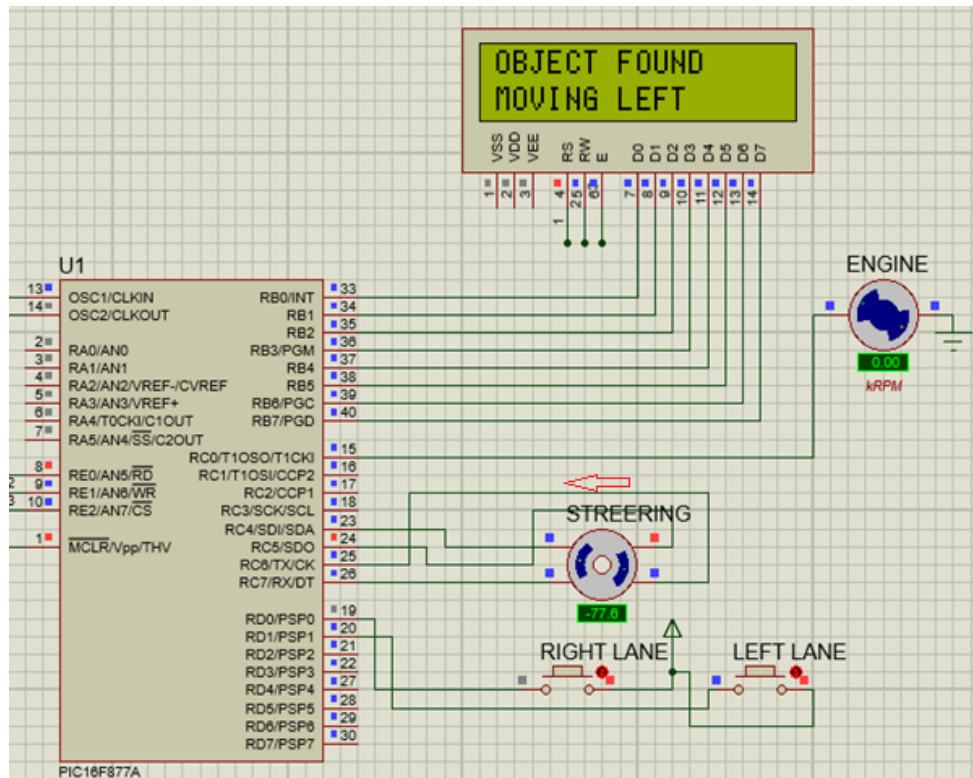 OBJECT FOUND
MOVING LEFT
VSS
VDD
VEE
RS
RW
E
D0
D1
D2
D3
D4
D5
D6
D7
1
2
3
4
7
8
9
10
11
12
13
14
1
U1
ENGINE
0.00
kRPM
13
OSC1/CLKIN
14
OSC2/CLKOUT
2
RA0/AN0
3
RA1/AN1
4
RA2/AN2/VREF-/CVREF
5
RA3/AN3/VREF+
6
RA4/T0CKI/C1OUT
7
RA5/AN4/SS/C2OUT
8
RE0/AN5/RD
9
RE1/AN6/WR
10
RE2/AN7/CS
1
MCLR/Vpp/THV
RB0/INT 33
RB1 34
RB2 35
RB3/PGM 36
RB4 37
RB5 38
RB6/PGC 39
RB7/PGD 40
RC0/T1OSO/T1CKI 15
RC1/T1OSI/CCP2 16
RC2/CCP1 17
RC3/SCK/SCL 18
RC4/SDI/SDA 23
RC5/SDO 24
RC6/TX/CK 25
RC7/RX/DT 26
RD0/PSP0 19
RD1/PSP1 20
RD2/PSP2 21
RD3/PSP3 22
RD4/PSP4 27
RD5/PSP5 28
RD6/PSP6 29
RD7/PSP7 30
PIC16F877A
STREERING
-77.6
RIGHT LANE
LEFT LANE